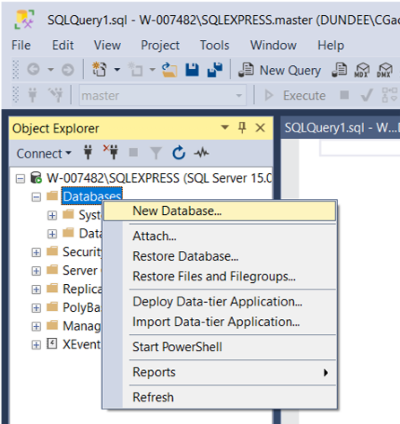 SQLQuery1.sql - W-007482\SQLEXPRESS.master (DUNDEE\CGac
File Edit View Project Tools Window Help
New Query MDX DMX
master Execute
Object Explorer
SQLQuery1.sql - W...D
Connect
W-007482\SQLEXPRESS (SQL Server 15.0
Databases
Syst
New Database...
Data
Attach...
Security
Restore Database...
Server
Restore Files and Filegroups...
Replica
Deploy Data-tier Application...
PolyBa
Import Data-tier Application...
Manag
XEvent
Start PowerShell
Reports
Refresh